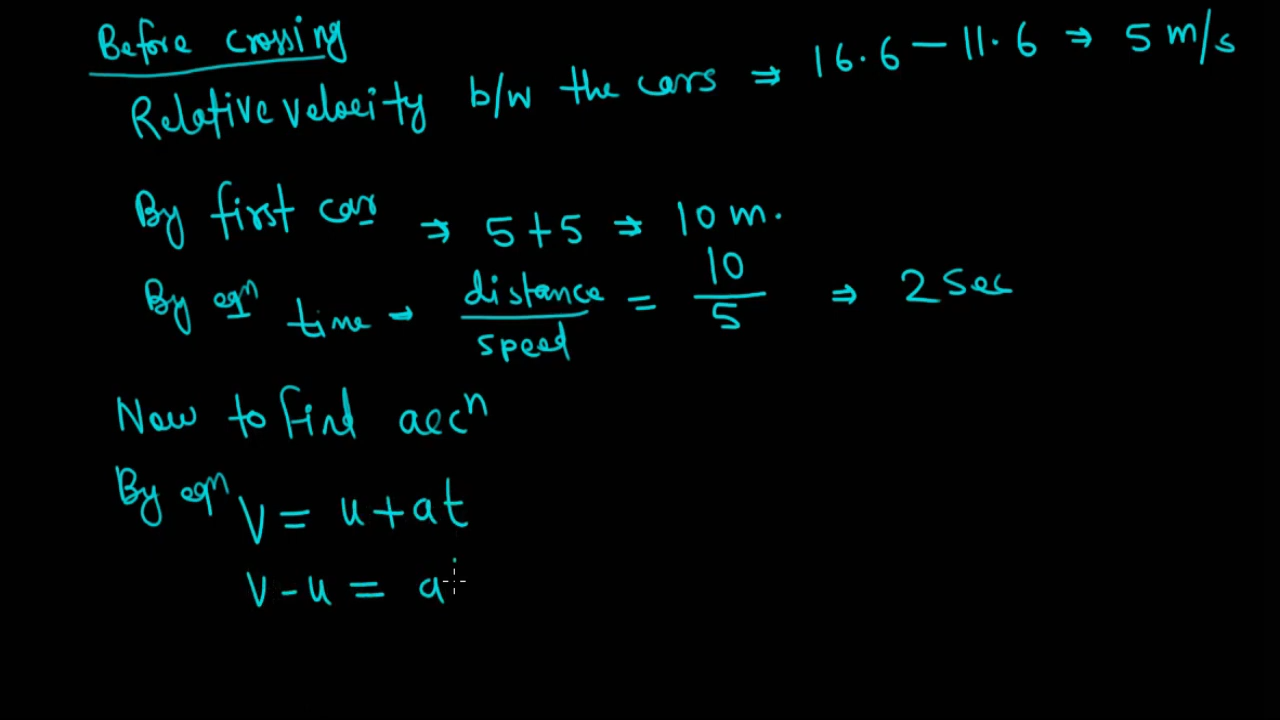 Before crossing
Relative velocity b/w the cars ⇒ 16.6 – 11.6 ⇒ 5 m/s
By first car ⇒ 5+5 ⇒ 10 m.
By eqⁿ time → distance/speed = 10/5 ⇒ 2 Sec
Now to find accⁿ
By eqⁿ V = u + at
V - u = a